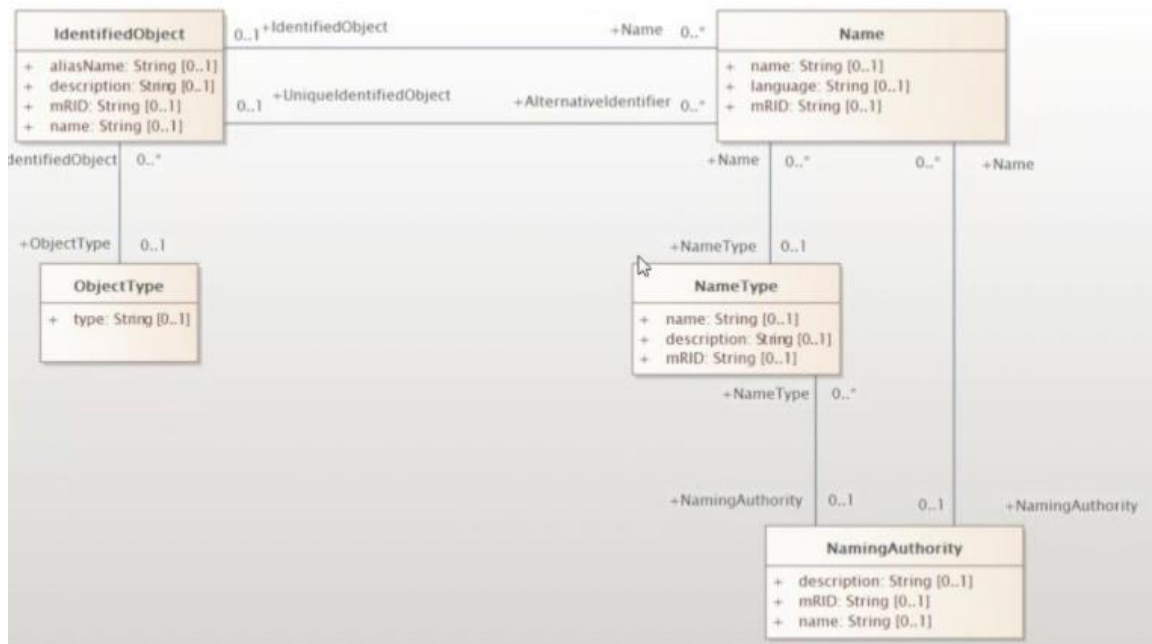 IdentifiedObject
+ aliasName: String [0..1]
+ description: String [0..1]
+ mRID: String [0..1]
+ name: String [0..1]
0..1 +IdentifiedObject
+Name 0..*
0..1 +UniqueIdentifiedObject
+AlternativeIdentifier 0..*
Name
+ name: String [0..1]
+ language: String [0..1]
+ mRID: String [0..1]
dentifiedObject 0..*
+ObjectType 0..1
ObjectType
+ type: String [0..1]
+Name 0..*
0..* +Name
+NameType 0..1
NameType
+ name: String [0..1]
+ description: String [0..1]
+ mRID: String [0..1]
+NameType 0..*
+NamingAuthority 0..1
0..1 +NamingAuthority
NamingAuthority
+ description: String [0..1]
+ mRID: String [0..1]
+ name: String [0..1]